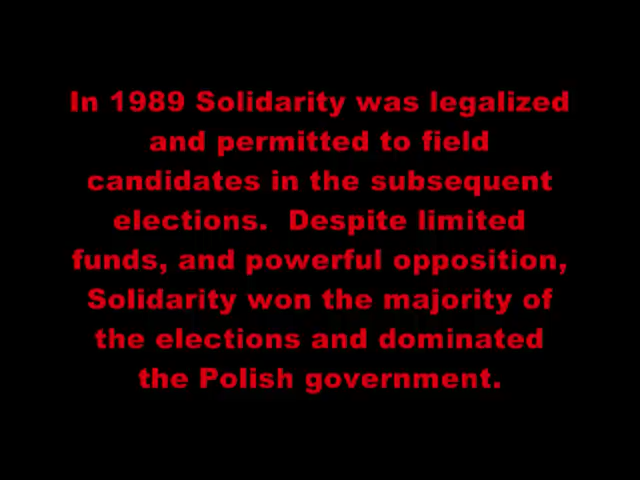 In 1989 Solidarity was legalized
and permitted to field
candidates in the subsequent
elections.  Despite limited
funds, and powerful opposition,
Solidarity won the majority of
the elections and dominated
the Polish government.